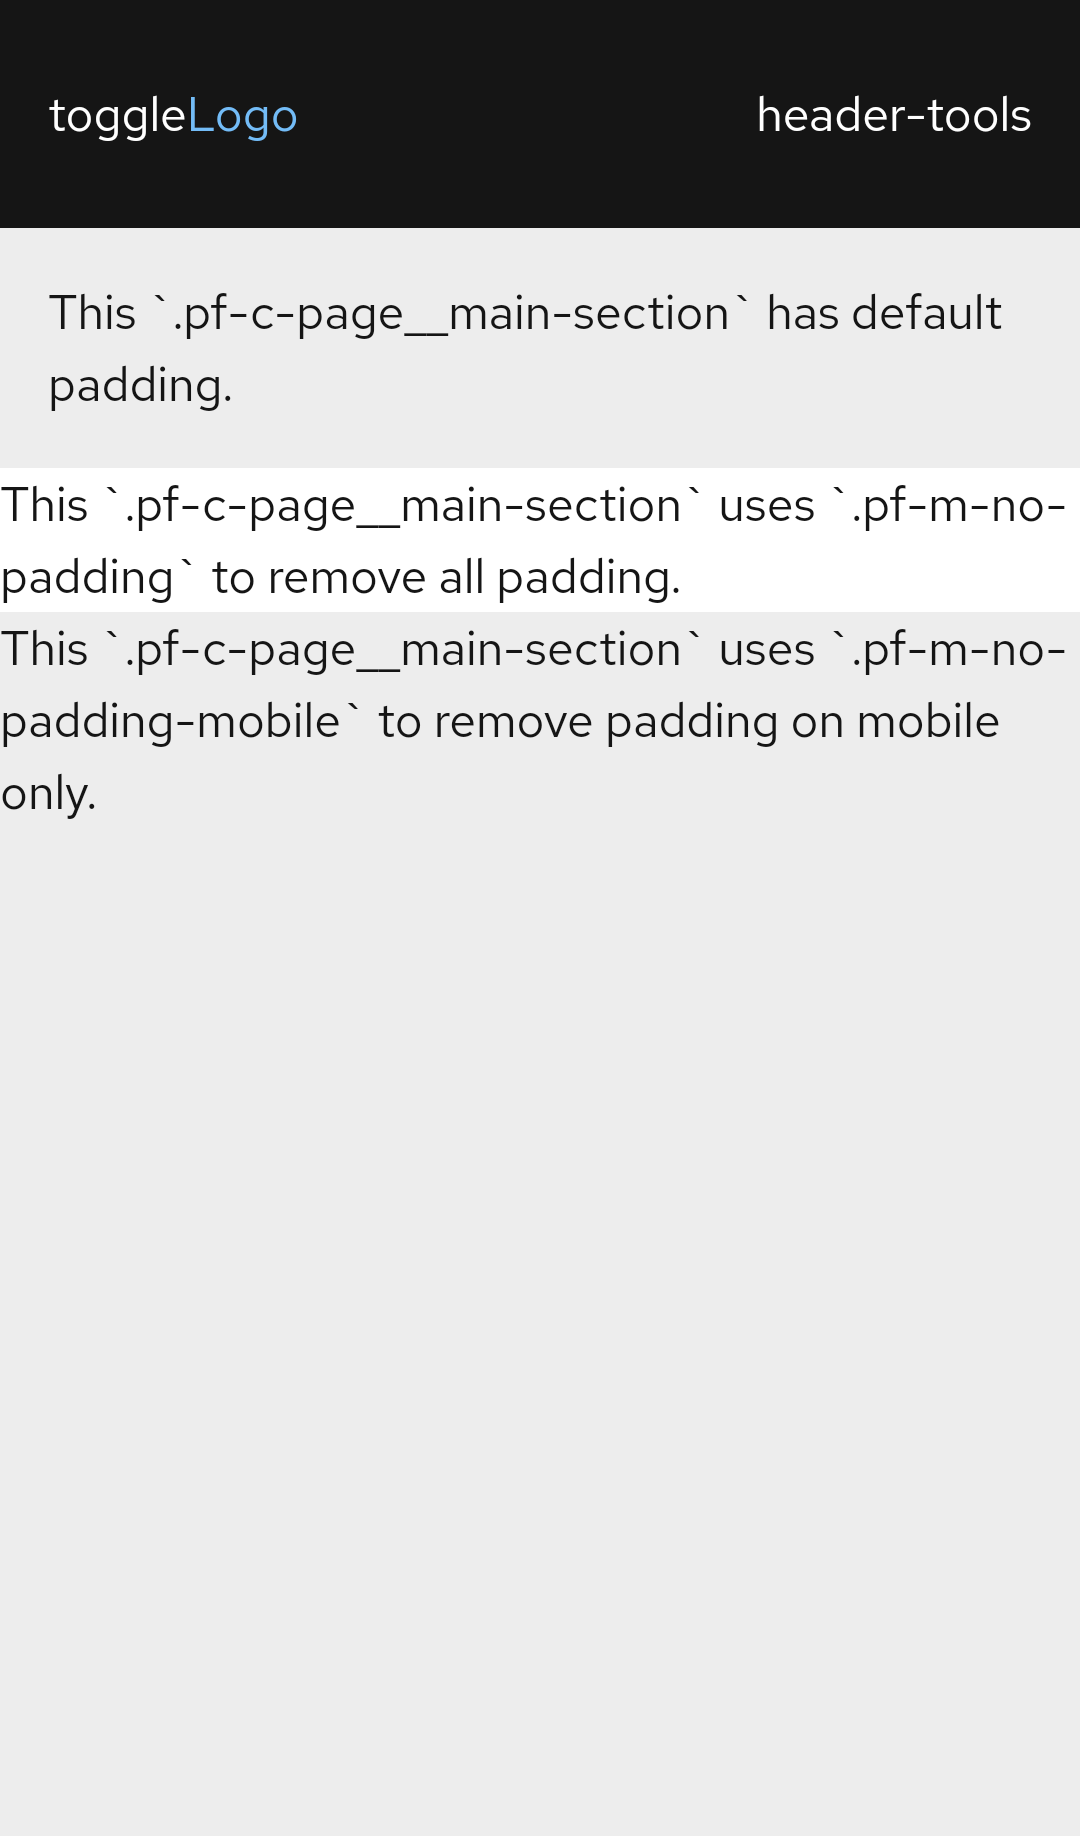 toggleLogo header-tools
This `.pf-c-page__main-section` has default
padding.
This `.pf-c-page__main-section` uses `.pf-m-no-
padding` to remove all padding.
This `.pf-c-page__main-section` uses `.pf-m-no-
padding-mobile` to remove padding on mobile
only.